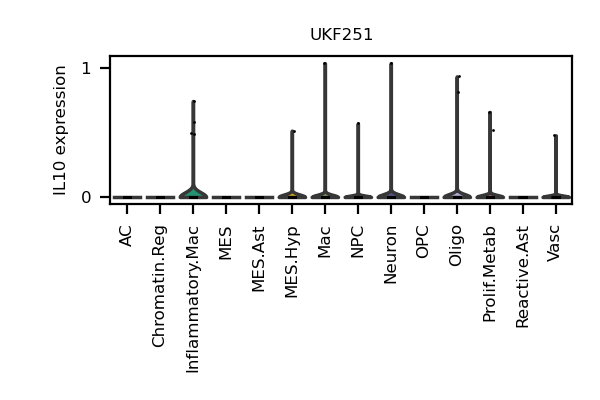 UKF251
IL10 expression
1
0
AC
Chromatin.Reg
Inflammatory.Mac
MES
MES.Ast
MES.Hyp
Mac
NPC
Neuron
OPC
Oligo
Prolif.Metab
Reactive.Ast
Vasc